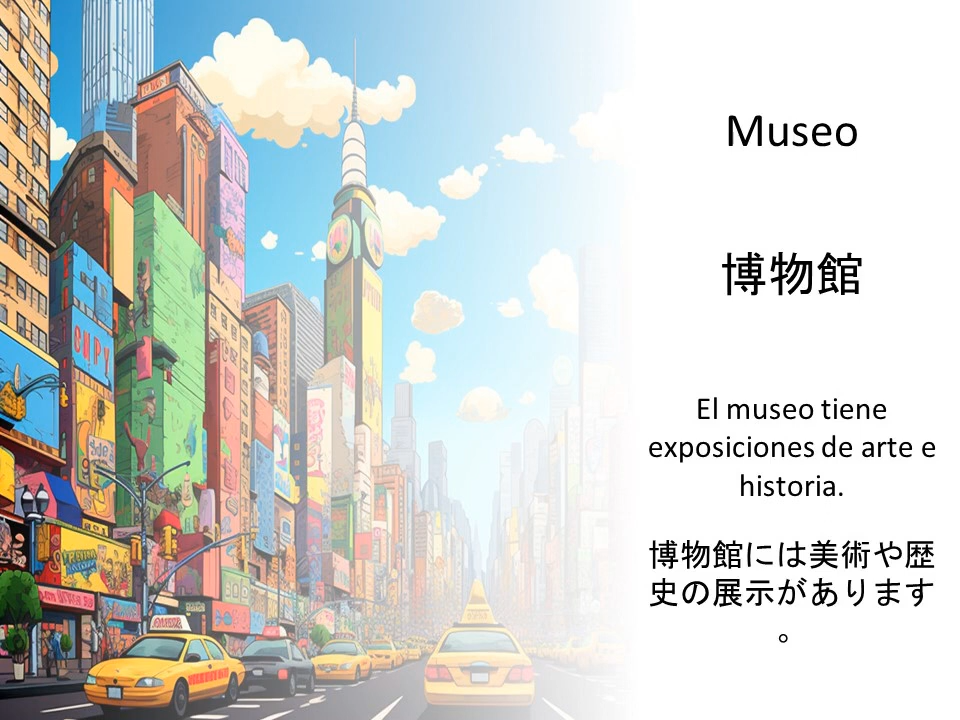 Museo
博物館
El museo tiene
exposiciones de arte e
historia.
博物館には美術や歴
史の展示があります
。